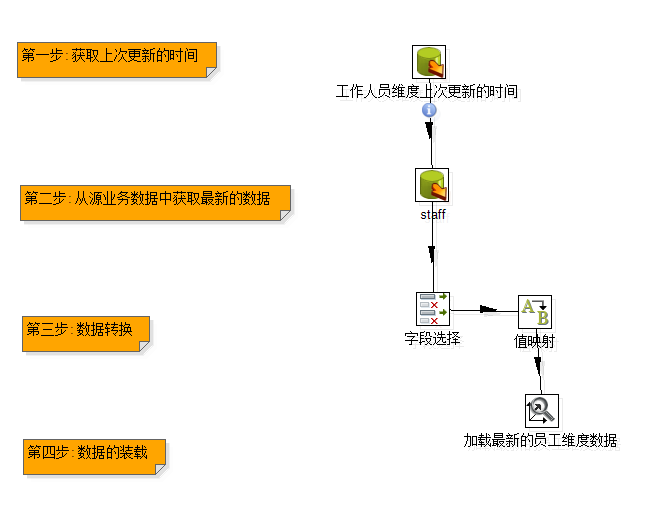 第一步:获取上次更新的时间
工作人员维度上次更新的时间
i
第二步:从源业务数据中获取最新的数据
staff
第三步:数据转换
字段选择
A
B
值映射
第四步:数据的装载
加载最新的员工维度数据